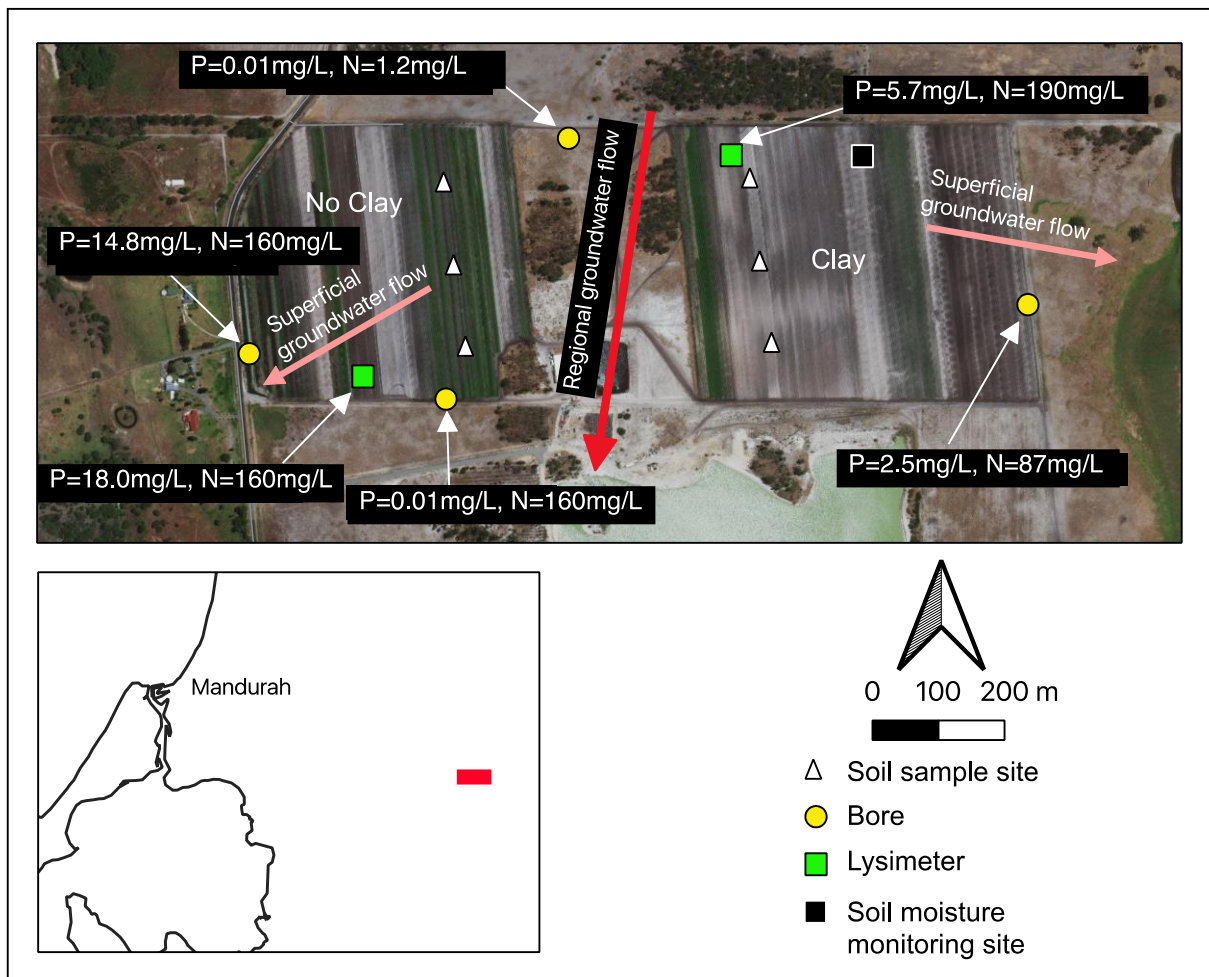 P=0.01mg/L, N=1.2mg/L
P=5.7mg/L, N=190mg/L
No Clay
Regional groundwater flow
Superficial
groundwater flow
P=14.8mg/L, N=160mg/L
Clay
Superficial
groundwater flow
P=18.0mg/L, N=160mg/L
P=0.01mg/L, N=160mg/L
P=2.5mg/L, N=87mg/L
Mandurah
0 100 200 m
Soil sample site
Bore
Lysimeter
Soil moisture
monitoring site